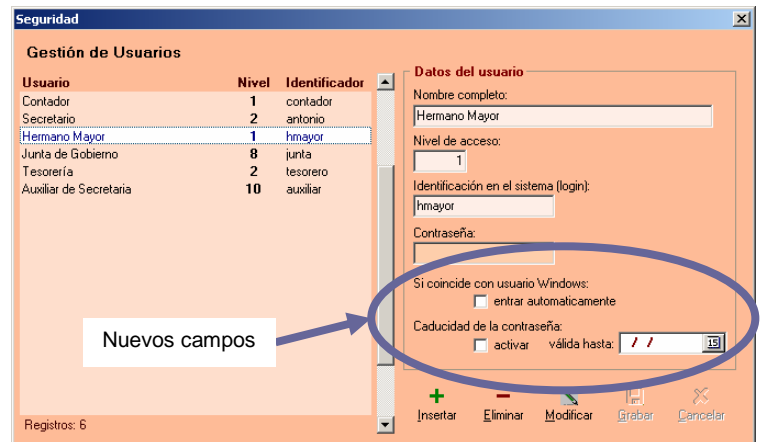 Seguridad
Gestión de Usuarios
Usuario Nivel Identificador
Contador 1 contador
Secretario 2 antonio
Hermano Mayor 1 hmayor
Junta de Gobierno 8 junta
Tesorería 2 tesorero
Auxiliar de Secretaria 10 auxiliar
Registros: 6
Datos del usuario
Nombre completo:
Hermano Mayor
Nivel de acceso:
1
Identificación en el sistema (login):
hmayor
Contraseña:
Si coincide con usuario Windows:
entrar automaticamente
Caducidad de la contraseña:
activar válida hasta: / / 15
Nuevos campos
Insertar Eliminar Modificar Grabar Cancelar